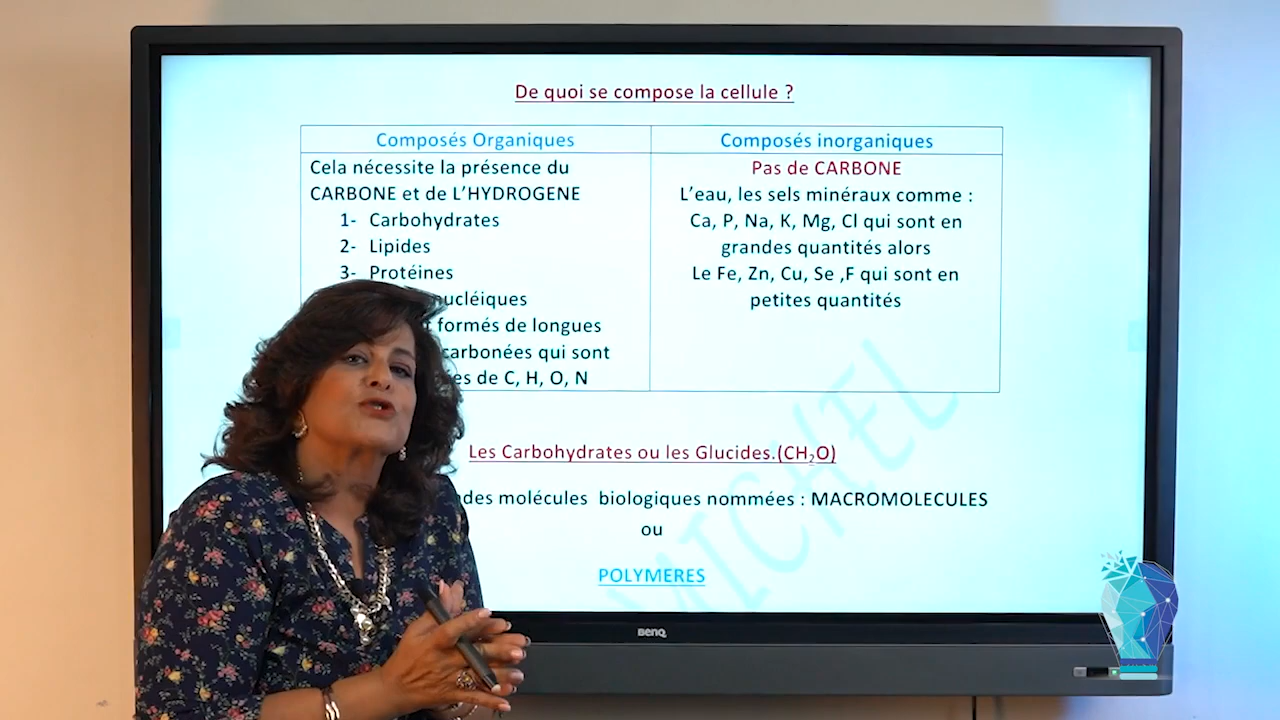 De quoi se compose la cellule ?
Composés Organiques
Cela nécessite la présence du
CARBONE et de L'HYDROGENE
1- Carbohydrates
2- Lipides
3- Protéines
nucléiques
formés de longues
carbonées qui sont
de C, H, O, N
Composés inorganiques
Pas de CARBONE
L'eau, les sels minéraux comme :
Ca, P, Na, K, Mg, Cl qui sont en
grandes quantités alors
Le Fe, Zn, Cu, Se ,F qui sont en
petites quantités
Les Carbohydrates ou les Glucides.(CH₂O)
molécules biologiques nommées : MACROMOLECULES
ou
POLYMERES
MICHEL
BenQ